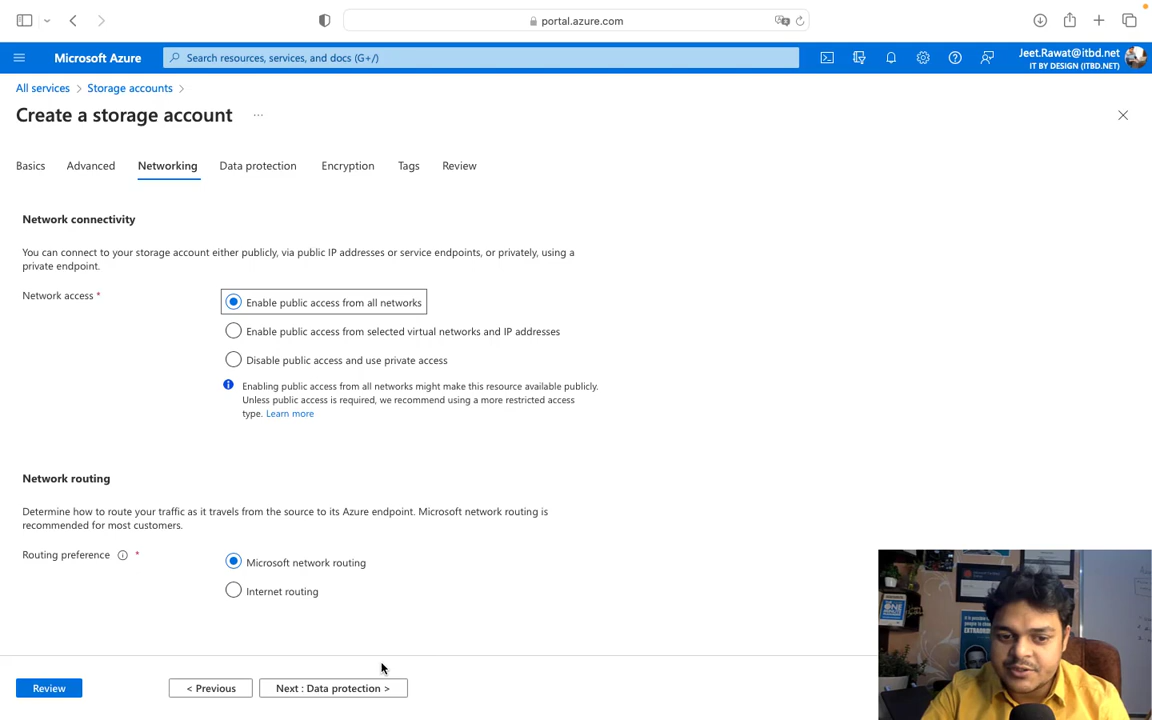 portal.azure.com
Microsoft Azure
Search resources, services, and docs (G+/)
Jeet.Rawat@itbd.net
IT BY DESIGN (ITBD.NET)
All services > Storage accounts >
Create a storage account ...
Basics Advanced Networking Data protection Encryption Tags Review
Network connectivity
You can connect to your storage account either publicly, via public IP addresses or service endpoints, or privately, using a
private endpoint.
Network access *
Enable public access from all networks
Enable public access from selected virtual networks and IP addresses
Disable public access and use private access
Enabling public access from all networks might make this resource available publicly.
Unless public access is required, we recommend using a more restricted access
type. Learn more
Network routing
Determine how to route your traffic as it travels from the source to its Azure endpoint. Microsoft network routing is
recommended for most customers.
Routing preference *
Microsoft network routing
Internet routing
Review
< Previous
Next : Data protection >
THE
ONE
EXTRAORD